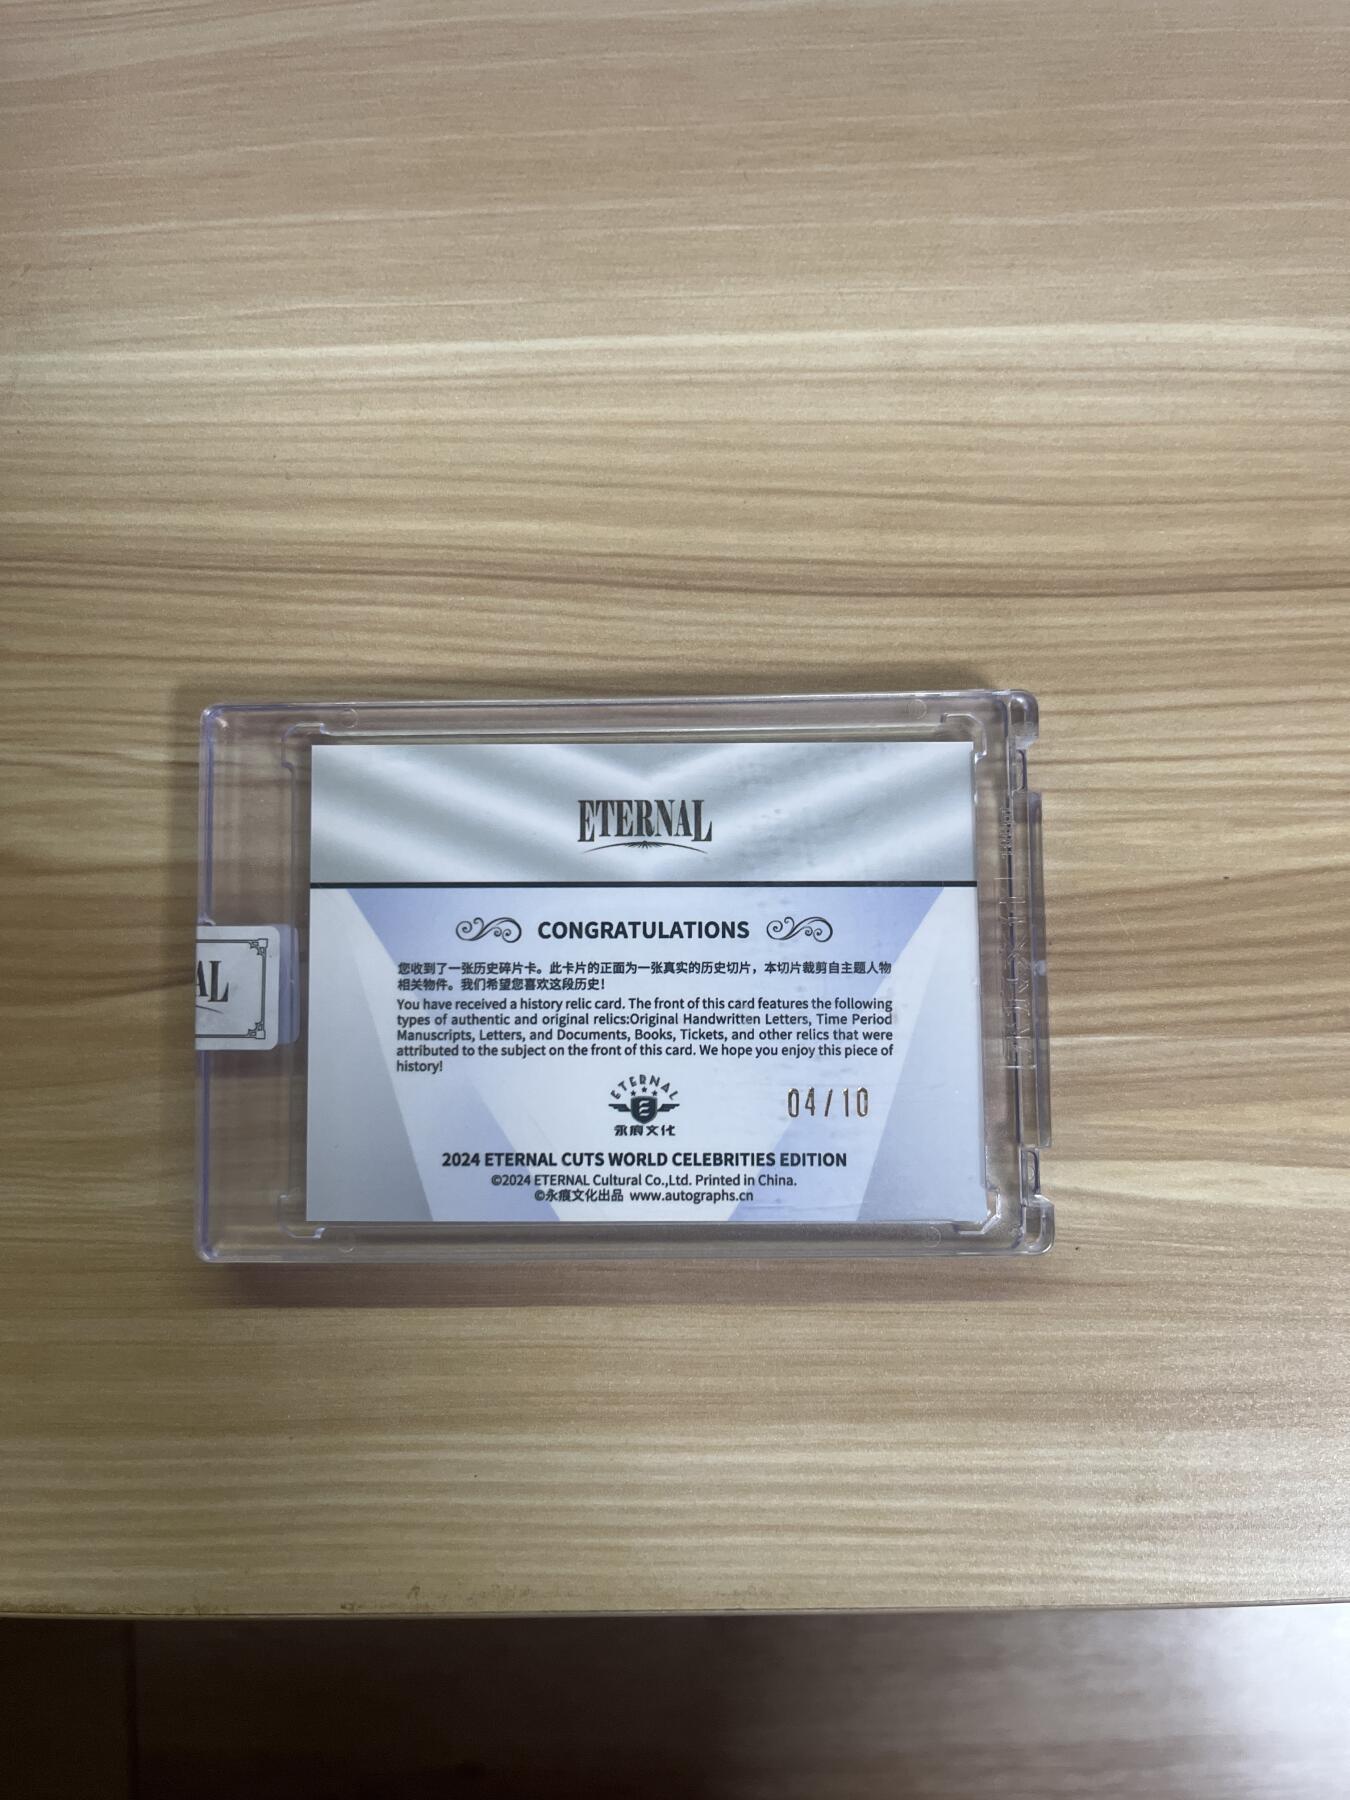 ETERNAL
CONGRATULATIONS
您收到了一张历史碎片卡。此卡片的正面为一张真实的历史切片，本切片裁剪自主题人物
相关物件。我们希望您喜欢这段历史！
You have received a history relic card. The front of this card features the following
types of authentic and original relics:Original Handwritten Letters, Time Period
Manuscripts, Letters, and Documents, Books, Tickets, and other relics that were
attributed to the subject on the front of this card. We hope you enjoy this piece of
history!
ETERNAL
永痕文化
04/10
2024 ETERNAL CUTS WORLD CELEBRITIES EDITION
©2024 ETERNAL Cultural Co.,Ltd. Printed in China.
©永痕文化出品 www.autographs.cn
AL